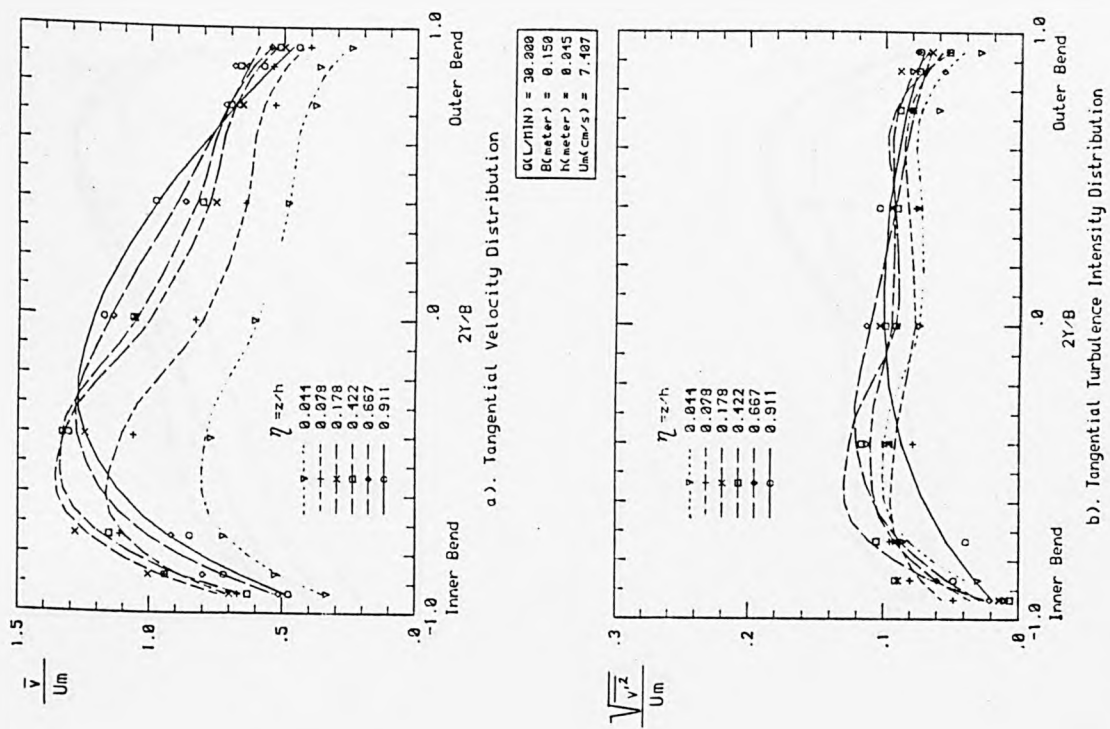 v̄
Um
1.5
1.0
.5
.0
η =z/h
0.044
0.078
0.178
0.422
0.667
0.911
-1.0
.0
1.0
Inner Bend
2Y/B
Outer Bend
a). Tangential Velocity Distribution
Q(L/MIN) = 30.000
B(meter) = 0.150
h(meter) = 0.045
Um(cm/s) = 7.407
√v'²
Um
.3
.2
.1
.0
η =z/h
0.044
0.078
0.178
0.422
0.667
0.911
-1.0
.0
1.0
Inner Bend
2Y/B
Outer Bend
b). Tangential Turbulence Intensity Distribution